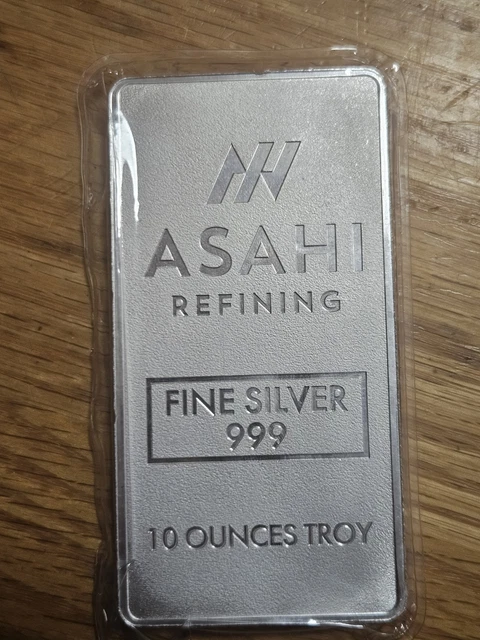 ASAHI
REFINING
FINE SILVER
999
10 OUNCES TROY